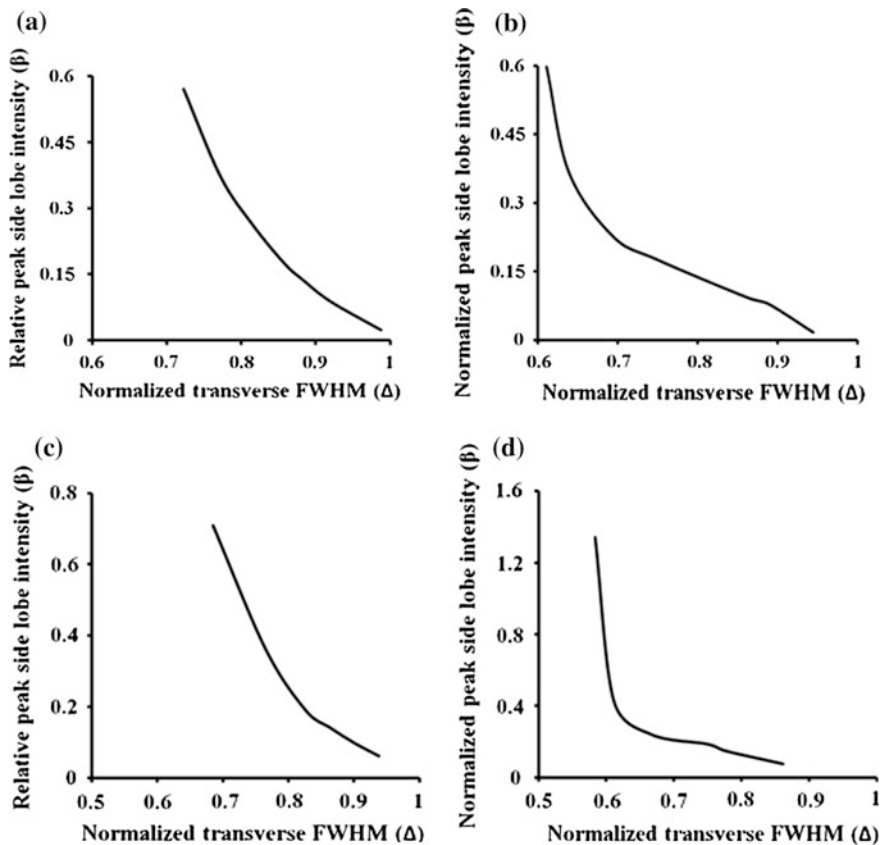 (a)
Relative peak side lobe intensity (β)
0.6
0.45
0.3
0.15
0
0.6 0.7 0.8 0.9 1
Normalized transverse FWHM (Δ)
(b)
Normalized peak side lobe intensity (β)
0.6
0.45
0.3
0.15
0
0.6 0.7 0.8 0.9 1
Normalized transverse FWHM (Δ)
(c)
Relative peak side lobe intensity (β)
0.8
0.6
0.4
0.2
0
0.5 0.6 0.7 0.8 0.9 1
Normalized transverse FWHM (Δ)
(d)
Normalized peak side lobe intensity (β)
1.6
1.2
0.8
0.4
0
0.5 0.6 0.7 0.8 0.9 1
Normalized transverse FWHM (Δ)